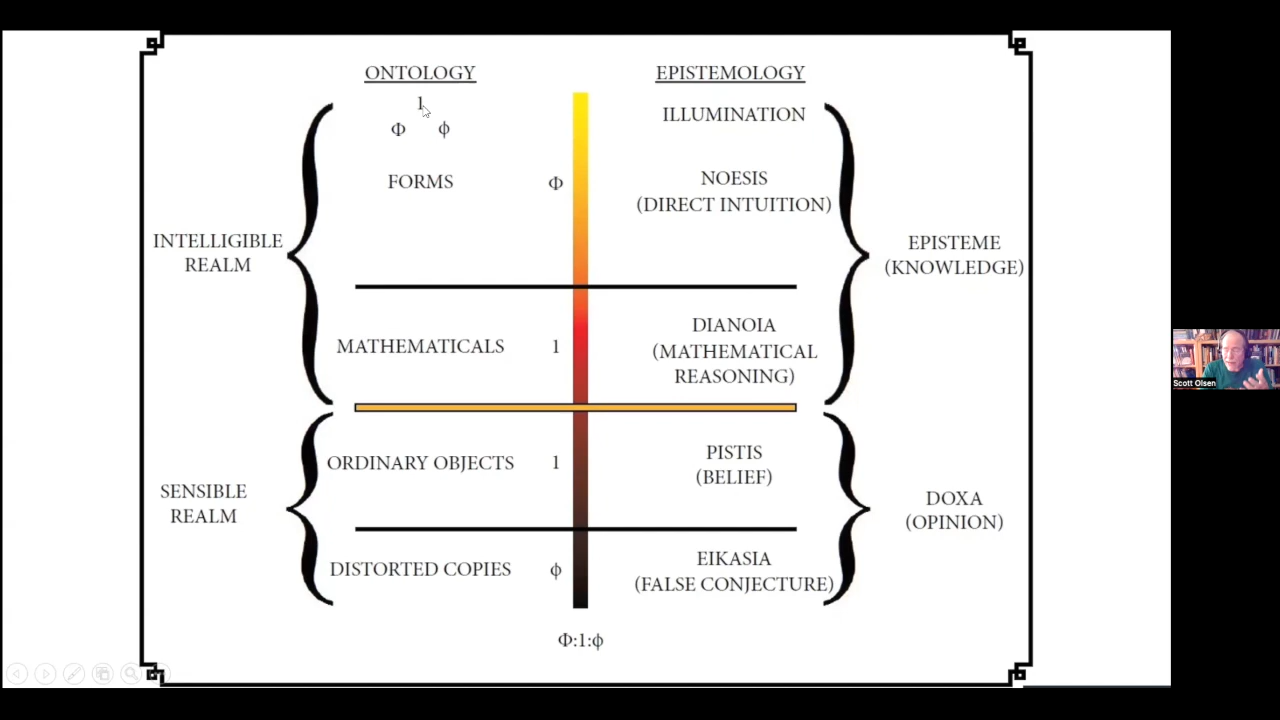 ONTOLOGY
EPISTEMOLOGY
1
Φ ϕ
ILLUMINATION
FORMS
Φ
NOESIS
(DIRECT INTUITION)
INTELLIGIBLE
REALM
EPISTEME
(KNOWLEDGE)
MATHEMATICALS
1
DIANOIA
(MATHEMATICAL
REASONING)
ORDINARY OBJECTS
1
PISTIS
(BELIEF)
SENSIBLE
REALM
DOXA
(OPINION)
DISTORTED COPIES
ϕ
EIKASIA
(FALSE CONJECTURE)
Φ:1:ϕ
Scott Olsen